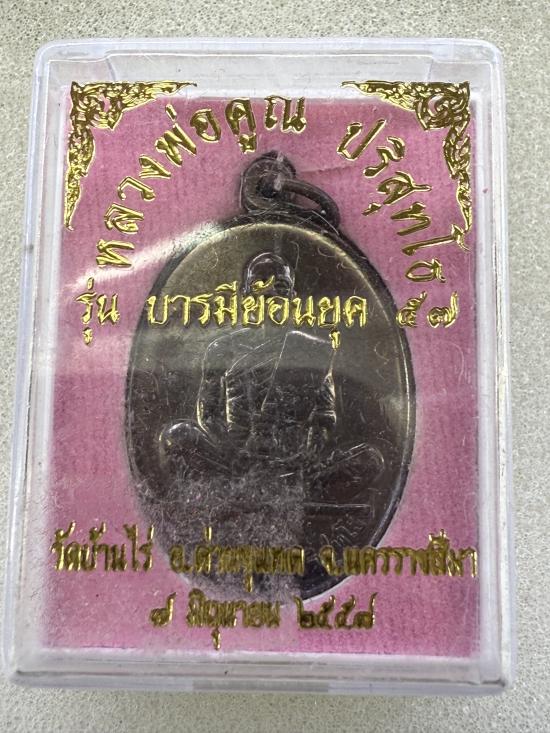 หลวงพ่อคูณ ปริสุทโธ
รุ่น บารมีย้อนยุค ๕๗
วัดบ้านไร่ อ.ด่านขุนทด จ.นครราชสีมา
๗ มิถุนายน ๒๕๕๗